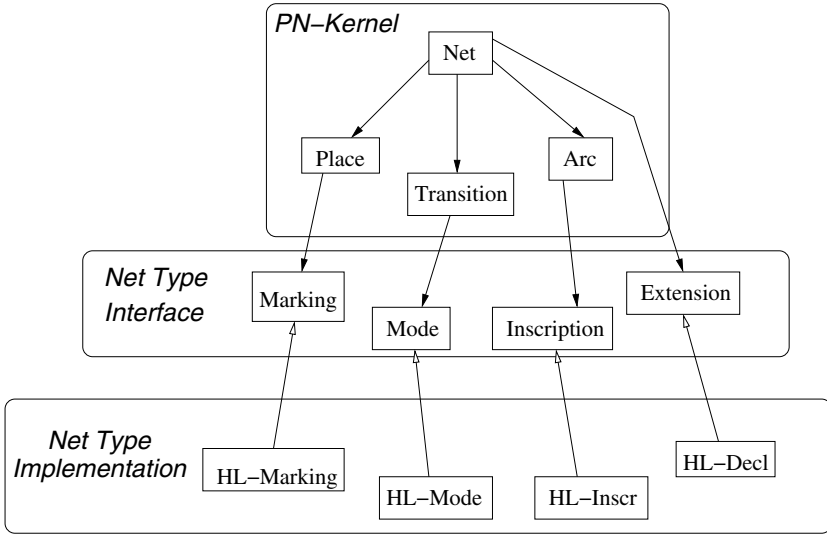 PN–Kernel
Net
Place
Arc
Transition
Net Type
Interface
Marking
Extension
Mode
Inscription
Net Type
Implementation
HL–Marking
HL–Decl
HL–Mode
HL–Inscr